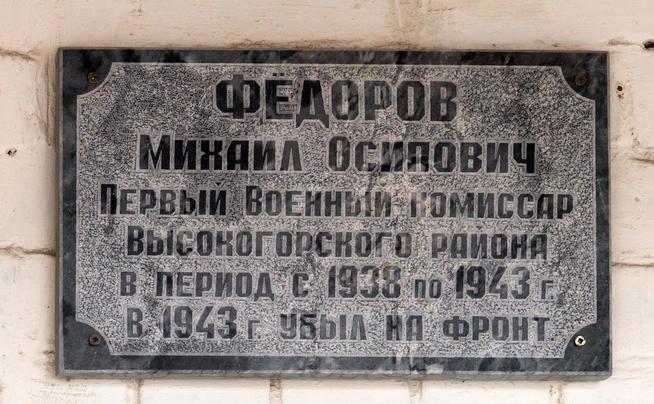 ФЁДОРОВ
МИХАИЛ ОСИПОВИЧ
ПЕРВЫЙ ВОЕННЫЙ КОМИССАР
ВЫСОКОГОРСКОГО РАЙОНА
В ПЕРИОД С 1938 ПО 1943 Г.
В 1943 Г. УБЫЛ НА ФРОНТ.